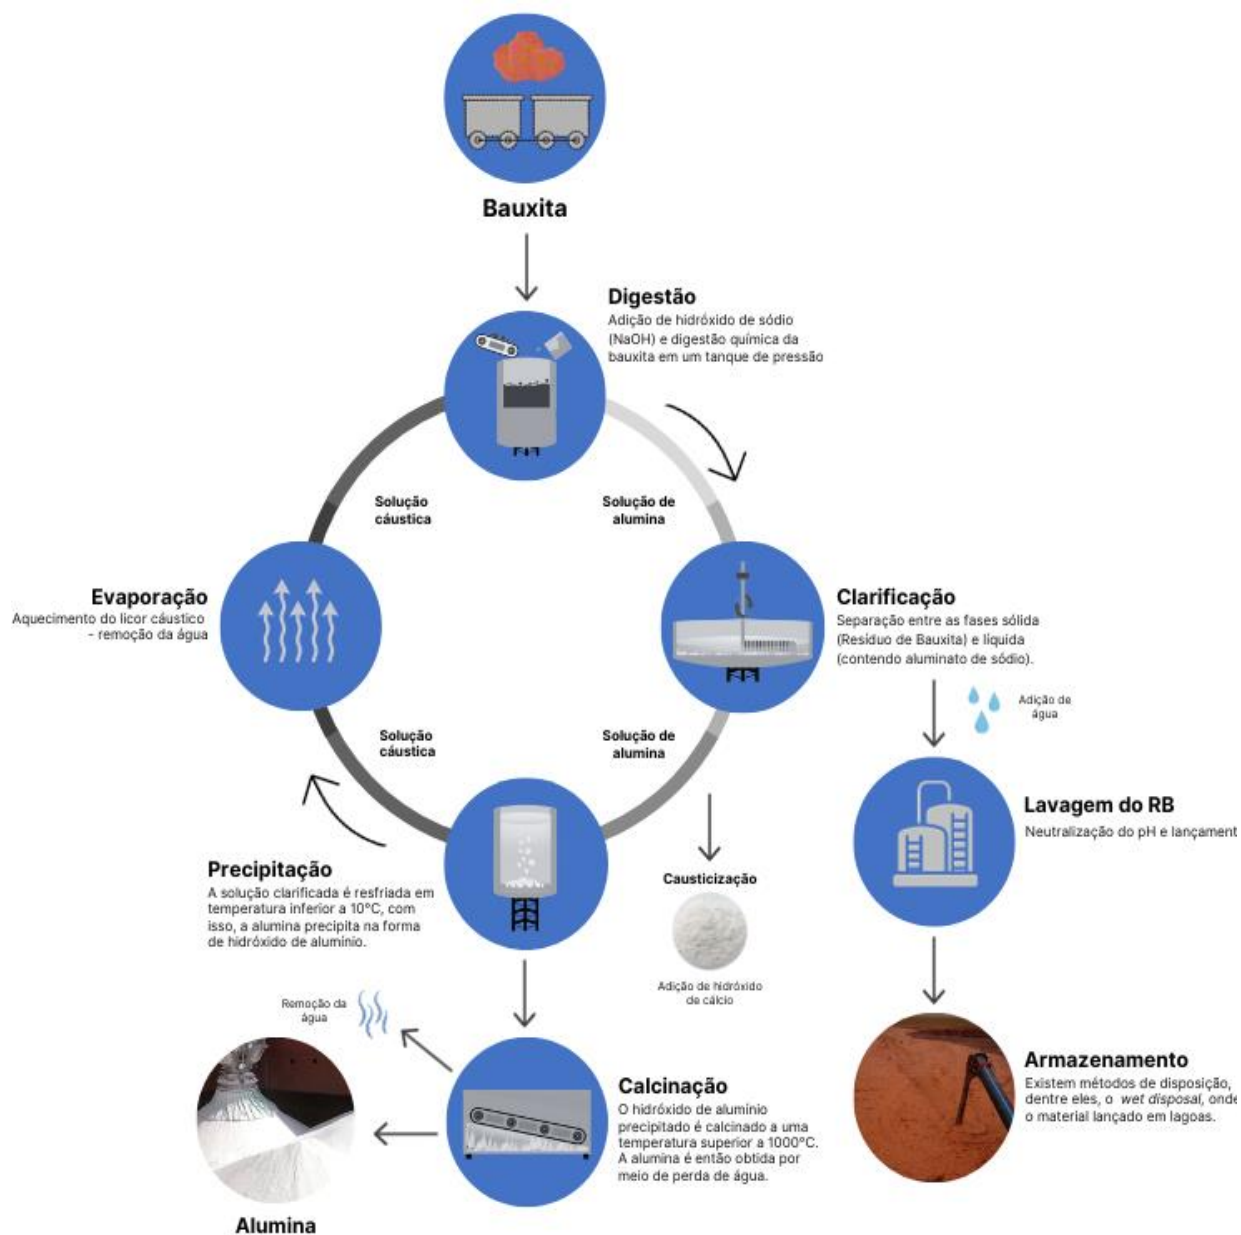 Bauxita
Digestão
Adição de hidróxido de sódio
(NaOH) e digestão química da
bauxita em um tanque de pressão
Solução
cáustica
Solução de
alumina
Evaporação
Aquecimento do licor cáustico
- remoção da água
Clarificação
Separação entre as fases sólida
(Resíduo de Bauxita) e líquida
(contendo aluminato de sódio).
Adição de
água
Solução
cáustica
Solução de
alumina
Lavagem do RB
Neutralização do pH e lançament
Precipitação
A solução clarificada é resfriada em
temperatura inferior a 10°C, com
isso, a alumina precipita na forma
de hidróxido de alumínio.
Causticização
Adição de hidróxido
de cálcio
Remoção da
água
Calcinação
O hidróxido de alumínio
precipitado é calcinado a uma
temperatura superior a 1000°C.
A alumina é então obtida por
meio de perda de água.
Armazenamento
Existem métodos de disposição,
dentre eles, o wet disposal, onde
o material lançado em lagoas.
Alumina